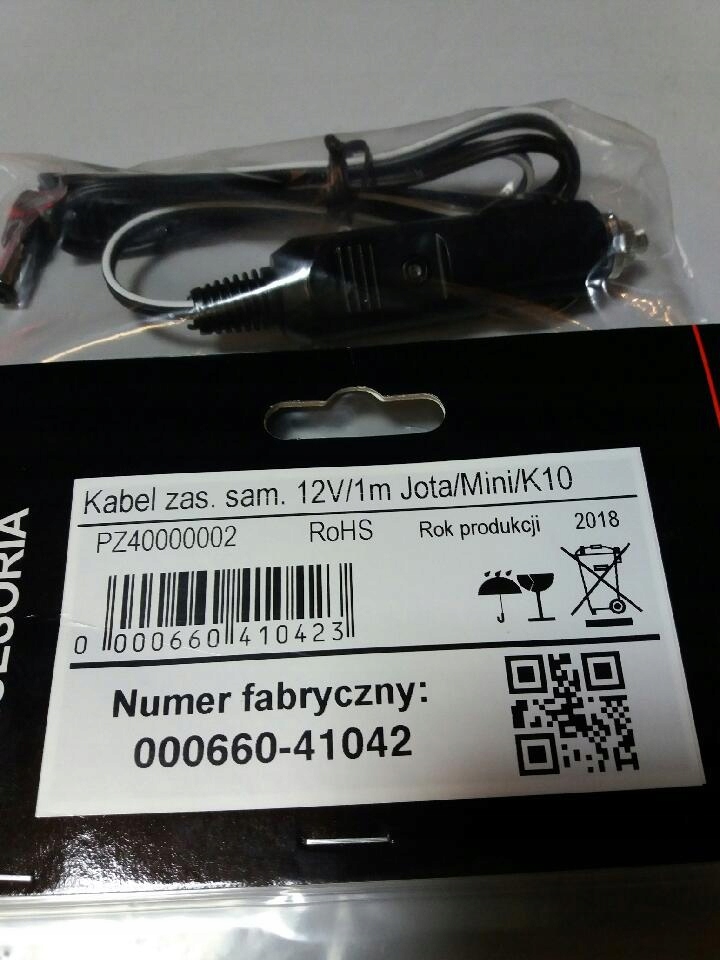 Kabel zas. sam. 12V/1m Jota/Mini/K10
PZ40000002 RoHS Rok produkcji 2018
0 000660 410423
Numer fabryczny:
000660-41042